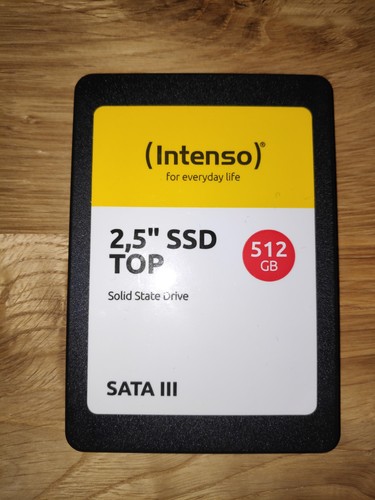 (Intenso)®
for everyday life
2,5" SSD
TOP
512
GB
Solid State Drive
SATA III